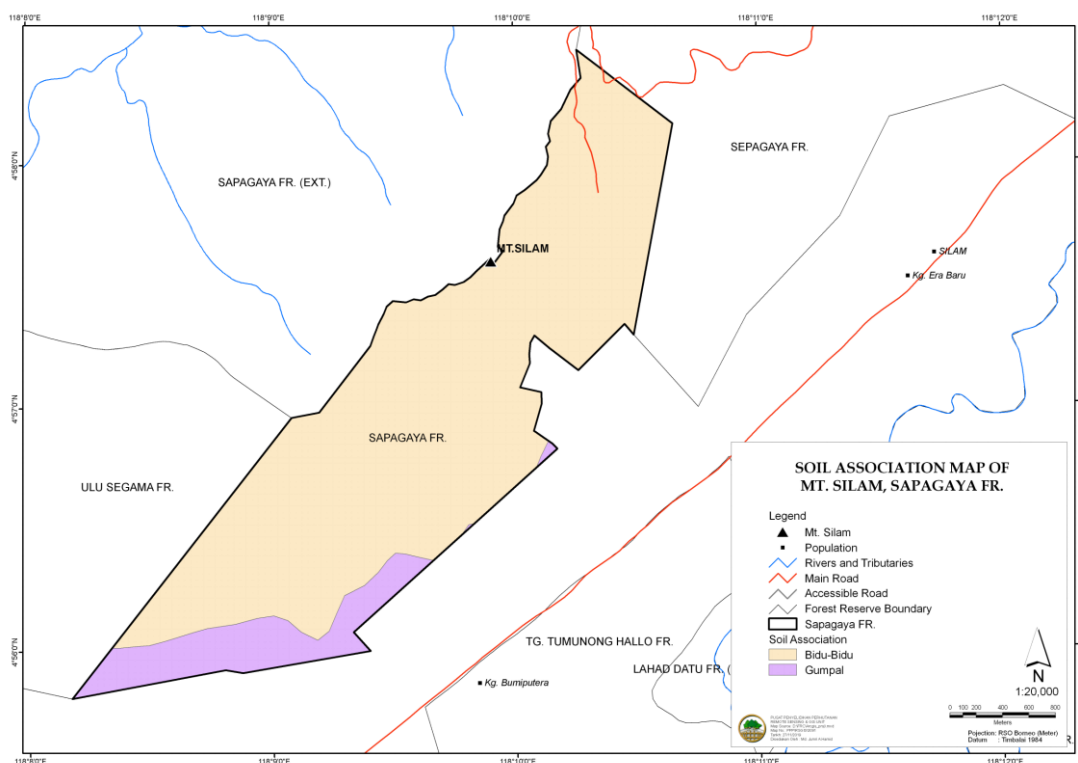 118°8'0"E
118°9'0"E
118°10'0"E
118°11'0"E
118°12'0"E
4°58'0"N
4°57'0"N
4°56'0"N
SAPAGAYA FR. (EXT.)
SEPAGAYA FR.
MT.SILAM
SILAM
Kg. Era Baru
SAPAGAYA FR.
ULU SEGAMA FR.
TG. TUMUNONG HALLO FR.
LAHAD DATU FR. (
Kg. Bumiputera
SOIL ASSOCIATION MAP OF
MT. SILAM, SAPAGAYA FR.
Legend
Mt. Silam
Population
Rivers and Tributaries
Main Road
Accessible Road
Forest Reserve Boundary
Sapagaya FR.
Soil Association
Bidu-Bidu
Gumpal
N
1:20,000
0 100 200 400 600 800
Meters
Pojection: RSO Borneo (Meter)
Datum : Timbalai 1984
R.
118°8'0"E
118°9'0"E
118°10'0"E
118°11'0"E
118°12'0"E